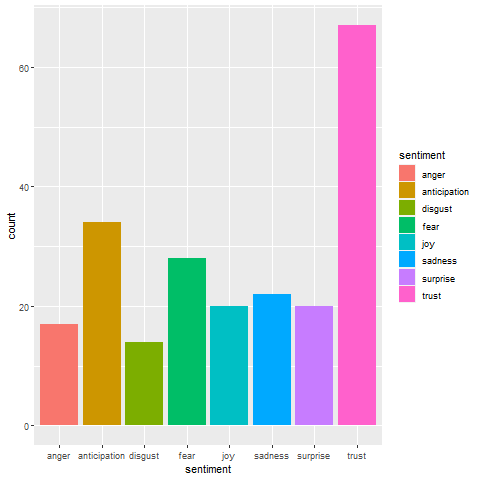 count
60
40
20
0
anger anticipation disgust fear joy sadness surprise trust
sentiment
sentiment
anger
anticipation
disgust
fear
joy
sadness
surprise
trust